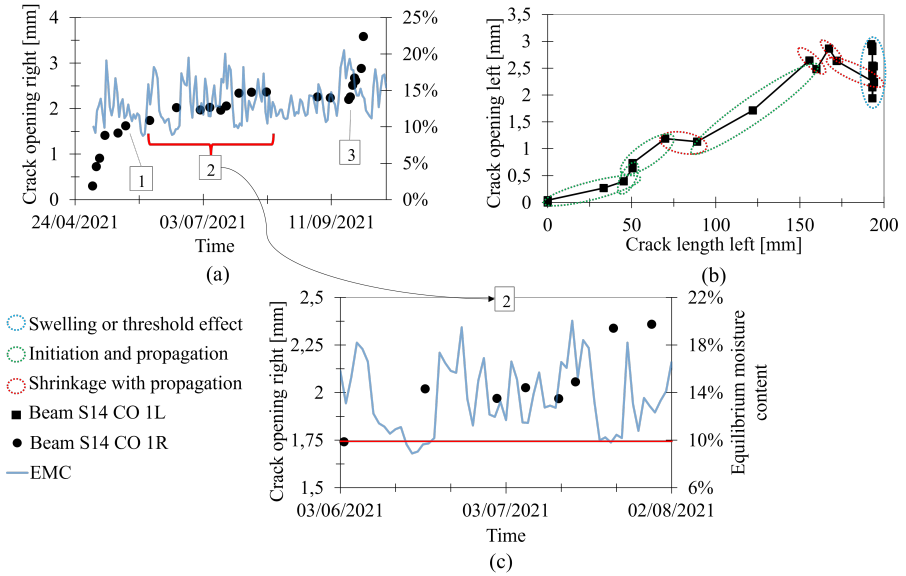 4
3
2
1
0
Crack opening right [mm]
25%
20%
15%
10%
5%
0%
1
2
3
24/04/2021
03/07/2021
11/09/2021
Time
(a)
3.5
3
2.5
2
1.5
1
0,5
0
Crack opening left [mm]
0
50
100
150
200
Crack length left [mm]
(b)
Swelling or threshold effect
Initiation and propagation
Shrinkage with propagation
Beam S14 CO 1L
Beam S14 CO 1R
EMC
2
2,5
2,25
2
1,75
1,5
Crack opening right [mm]
22%
18%
14%
10%
6%
Equilibrium moisture
content
03/06/2021
03/07/2021
02/08/2021
Time
(c)